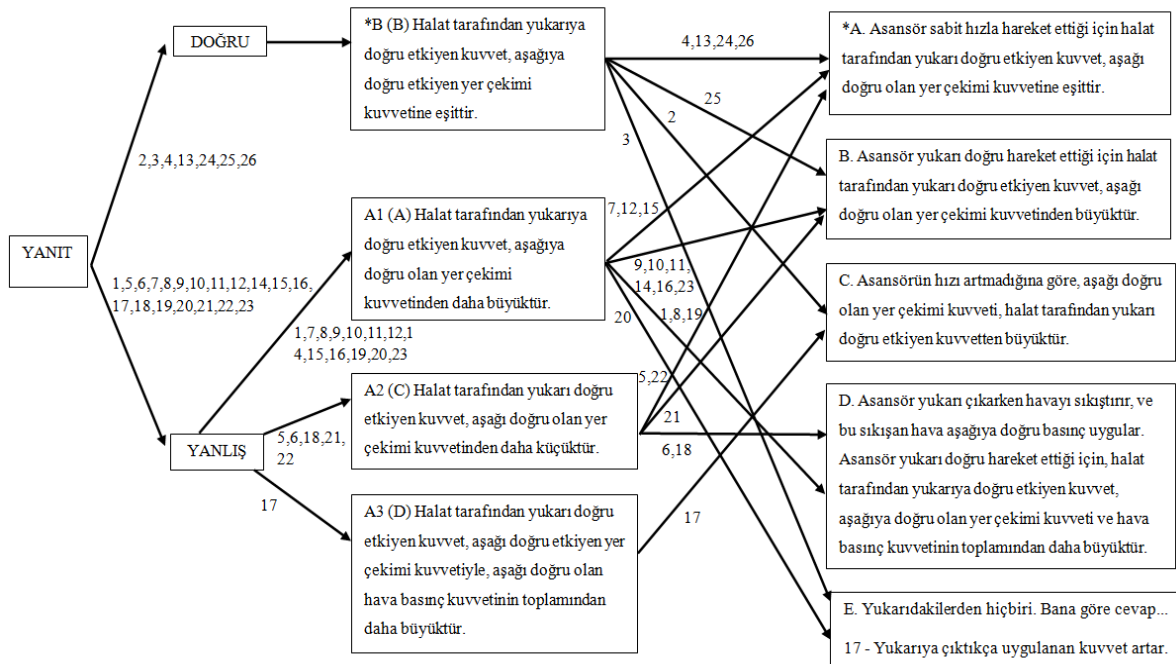 YANIT
DOĞRU
2,3,4,13,24,25,26
1,5,6,7,8,9,10,11,12,14,15,16,
17,18,19,20,21,22,23
YANLIŞ
1,7,8,9,10,11,12,1
4,15,16,19,20,23
5,6,18,21,
22
17
*B (B) Halat tarafından yukarıya
doğru etkiyen kuvvet, aşağıya
doğru etkiyen yer çekimi
kuvvetine eşittir.
A1 (A) Halat tarafından yukarıya
doğru etkiyen kuvvet, aşağıya
doğru olan yer çekimi
kuvvetinden daha büyüktür.
A2 (C) Halat tarafından yukarı doğru
etkiyen kuvvet, aşağı doğru olan yer
çekimi kuvvetinden daha küçüktür.
A3 (D) Halat tarafından yukarı doğru
etkiyen kuvvet, aşağı doğru etkiyen yer
çekimi kuvvetiyle, aşağı doğru olan
hava basınç kuvvetinin toplamından
daha büyüktür.
4,13,24,26
25
2
3
7,12,15
9,10,11,
14,16,23
1,8,19
20
5,22
21
6,18
17
*A. Asansör sabit hızla hareket ettiği için halat
tarafından yukarı doğru etkiyen kuvvet, aşağı
doğru olan yer çekimi kuvvetine eşittir.
B. Asansör yukarı doğru hareket ettiği için halat
tarafından yukarı doğru etkiyen kuvvet, aşağı
doğru olan yer çekimi kuvvetinden büyüktür.
C. Asansörün hızı artmadığına göre, aşağı doğru
olan yer çekimi kuvveti, halat tarafından yukarı
doğru etkiyen kuvvetten büyüktür.
D. Asansör yukarı çıkarken havayı sıkıştırır, ve
bu sıkışan hava aşağıya doğru basınç uygular.
Asansör yukarı doğru hareket ettiği için, halat
tarafından yukarıya doğru etkiyen kuvvet,
aşağıya doğru olan yer çekimi kuvveti ve hava
basınç kuvvetinin toplamından daha büyüktür.
E. Yukarıdakilerden hiçbiri. Bana göre cevap...
17 - Yukarıya çıktıkça uygulanan kuvvet artar.